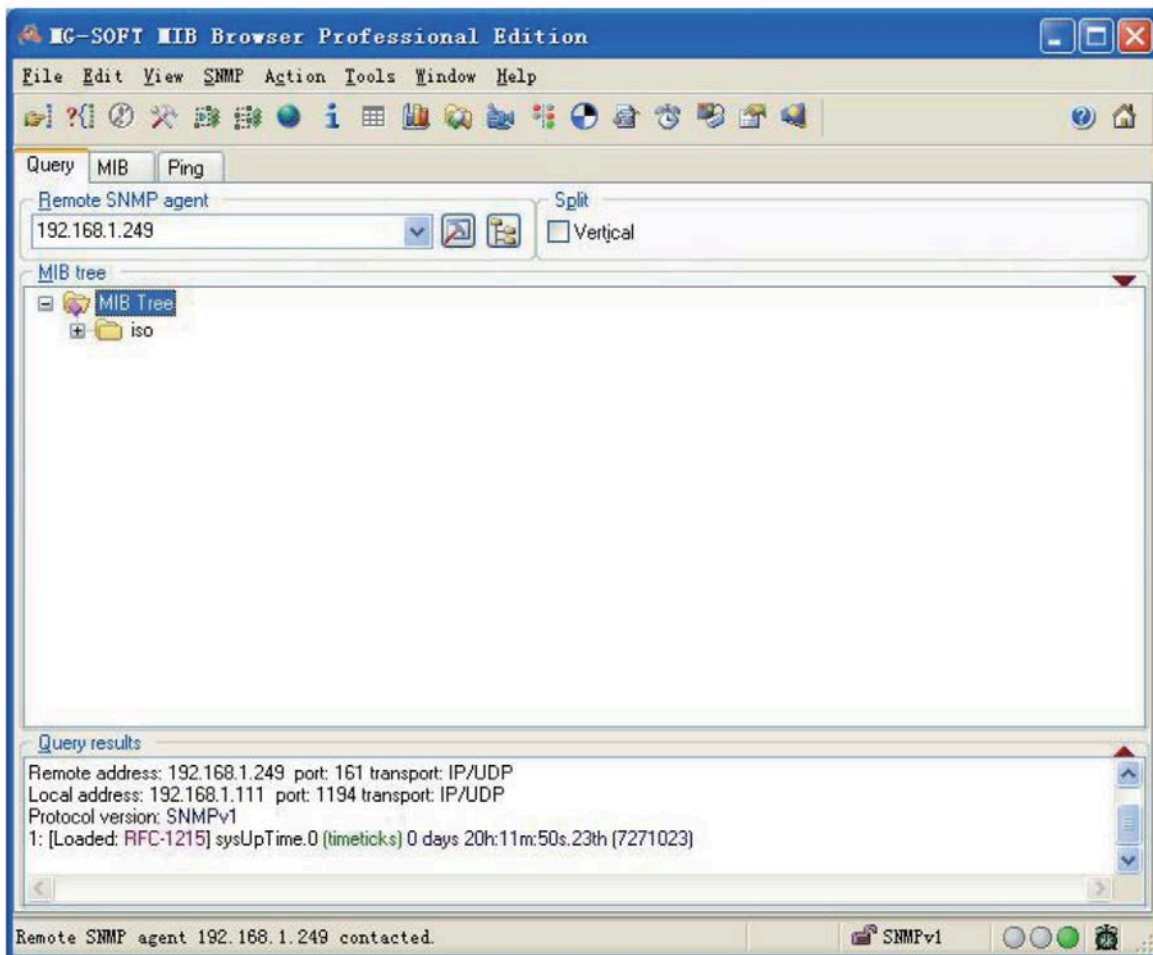 MG-SOFT MIB Browser Professional Edition
File Edit View SNMP Action Tools Window Help
Query MIB Ping
Remote SNMP agent
Split
192.168.1.249
Vertical
MIB tree
MIB Tree
iso
Query results
Remote address: 192.168.1.249 port: 161 transport: IP/UDP
Local address: 192.168.1.111 port: 1194 transport: IP/UDP
Protocol version: SNMPv1
1: [Loaded: RFC-1215] sysUpTime.0 (timeticks) 0 days 20h:11m:50s.23th (7271023)
Remote SNMP agent 192.168.1.249 contacted.
SNMPv1